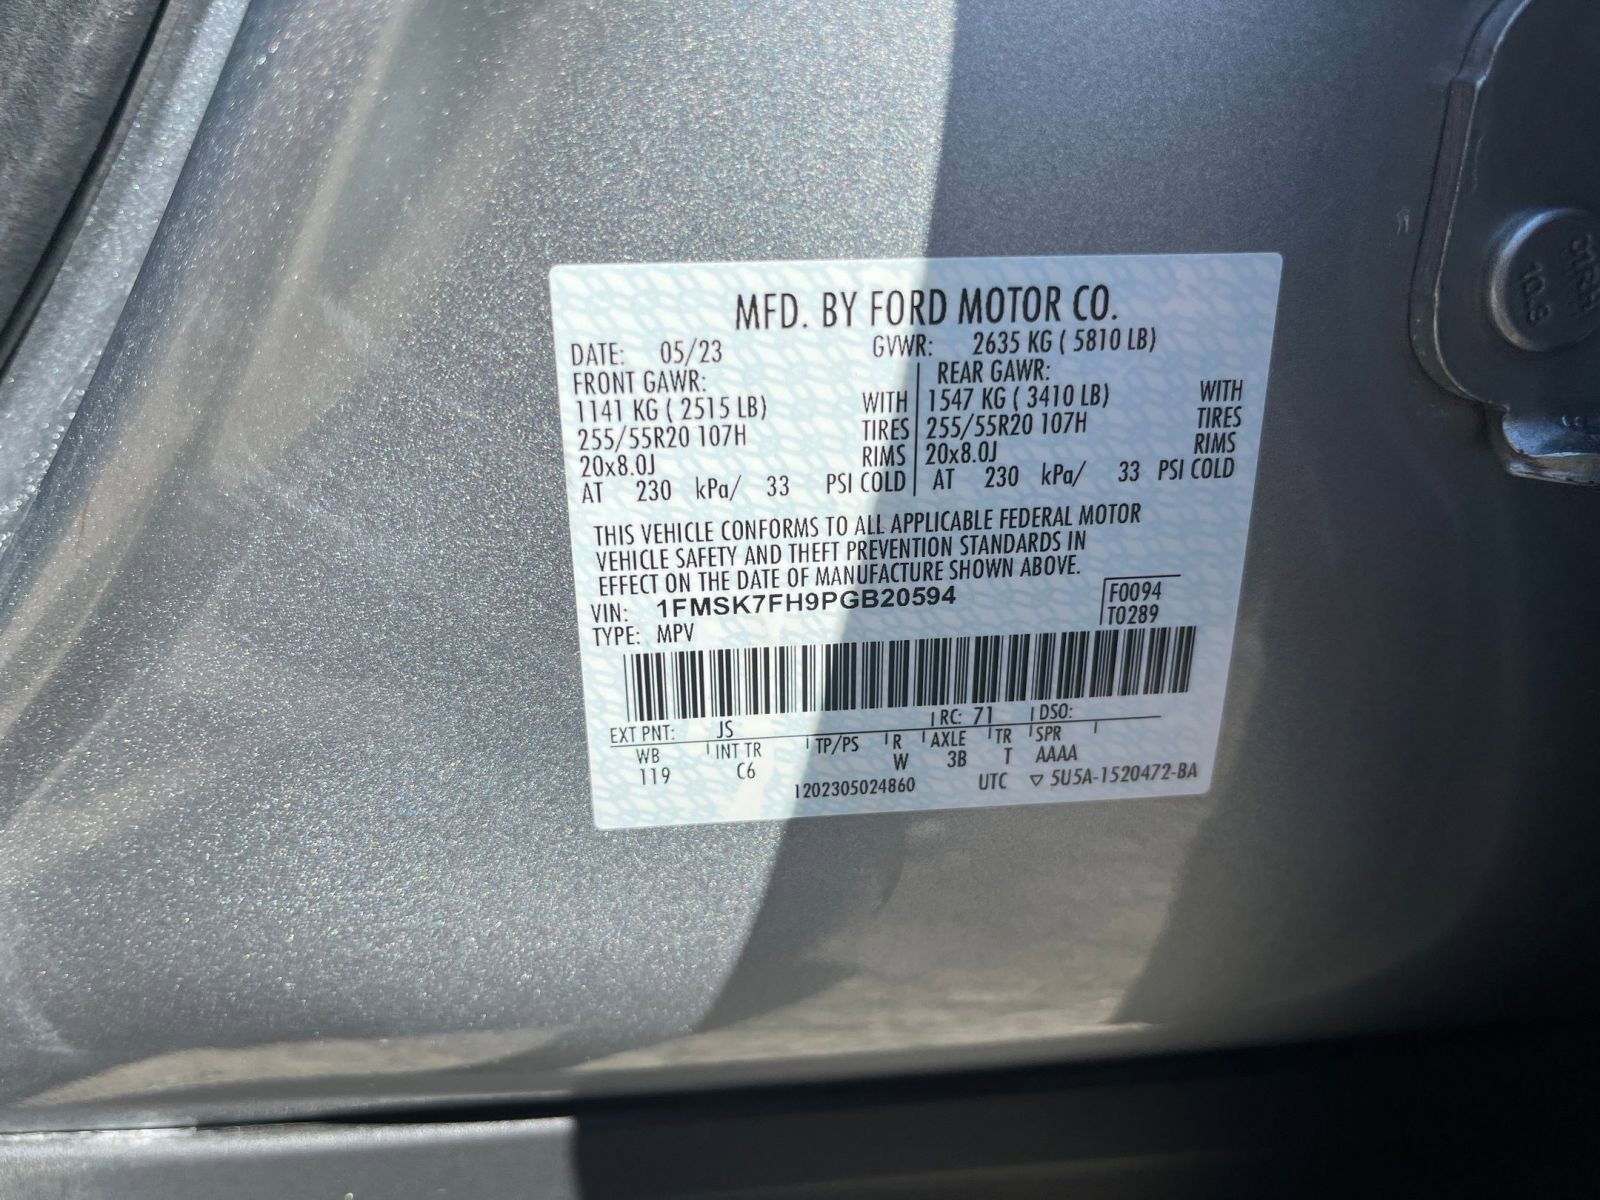 MFD. BY FORD MOTOR CO.
DATE: 05/23 GVWR: 2635 KG ( 5810 LB)
FRONT GAWR: REAR GAWR:
1141 KG ( 2515 LB) WITH 1547 KG ( 3410 LB) WITH
255/55R20 107H TIRES 255/55R20 107H TIRES
20x8.0J RIMS 20x8.0J RIMS
AT 230 kPa/ 33 PSI COLD AT 230 kPa/ 33 PSI COLD
THIS VEHICLE CONFORMS TO ALL APPLICABLE FEDERAL MOTOR
VEHICLE SAFETY AND THEFT PREVENTION STANDARDS IN
EFFECT ON THE DATE OF MANUFACTURE SHOWN ABOVE.
VIN: 1FMSK7FH9PGB20594 F0094
TYPE: MPV T0289
EXT PNT: JS RC: 71 DSO:
WB INT TR TP/PS R AXLE TR SPR
119 C6 W 3B T AAAA
1202305024860 UTC ▽ 5U5A-1520472-BA
10.8